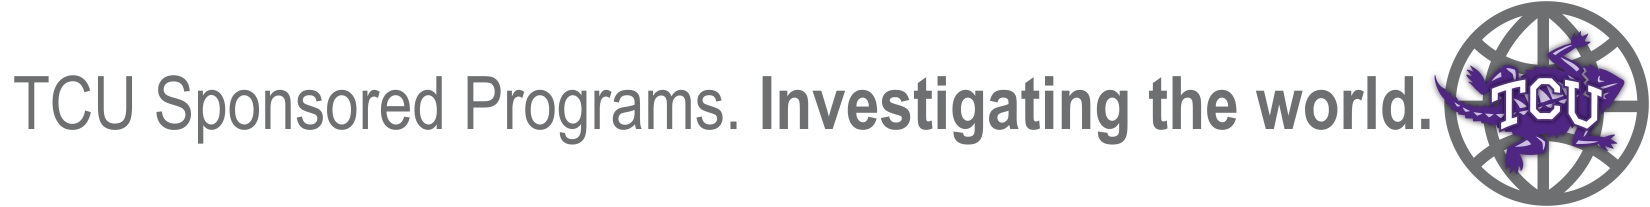 TCU Sponsored Programs. Investigating the world.
TCU